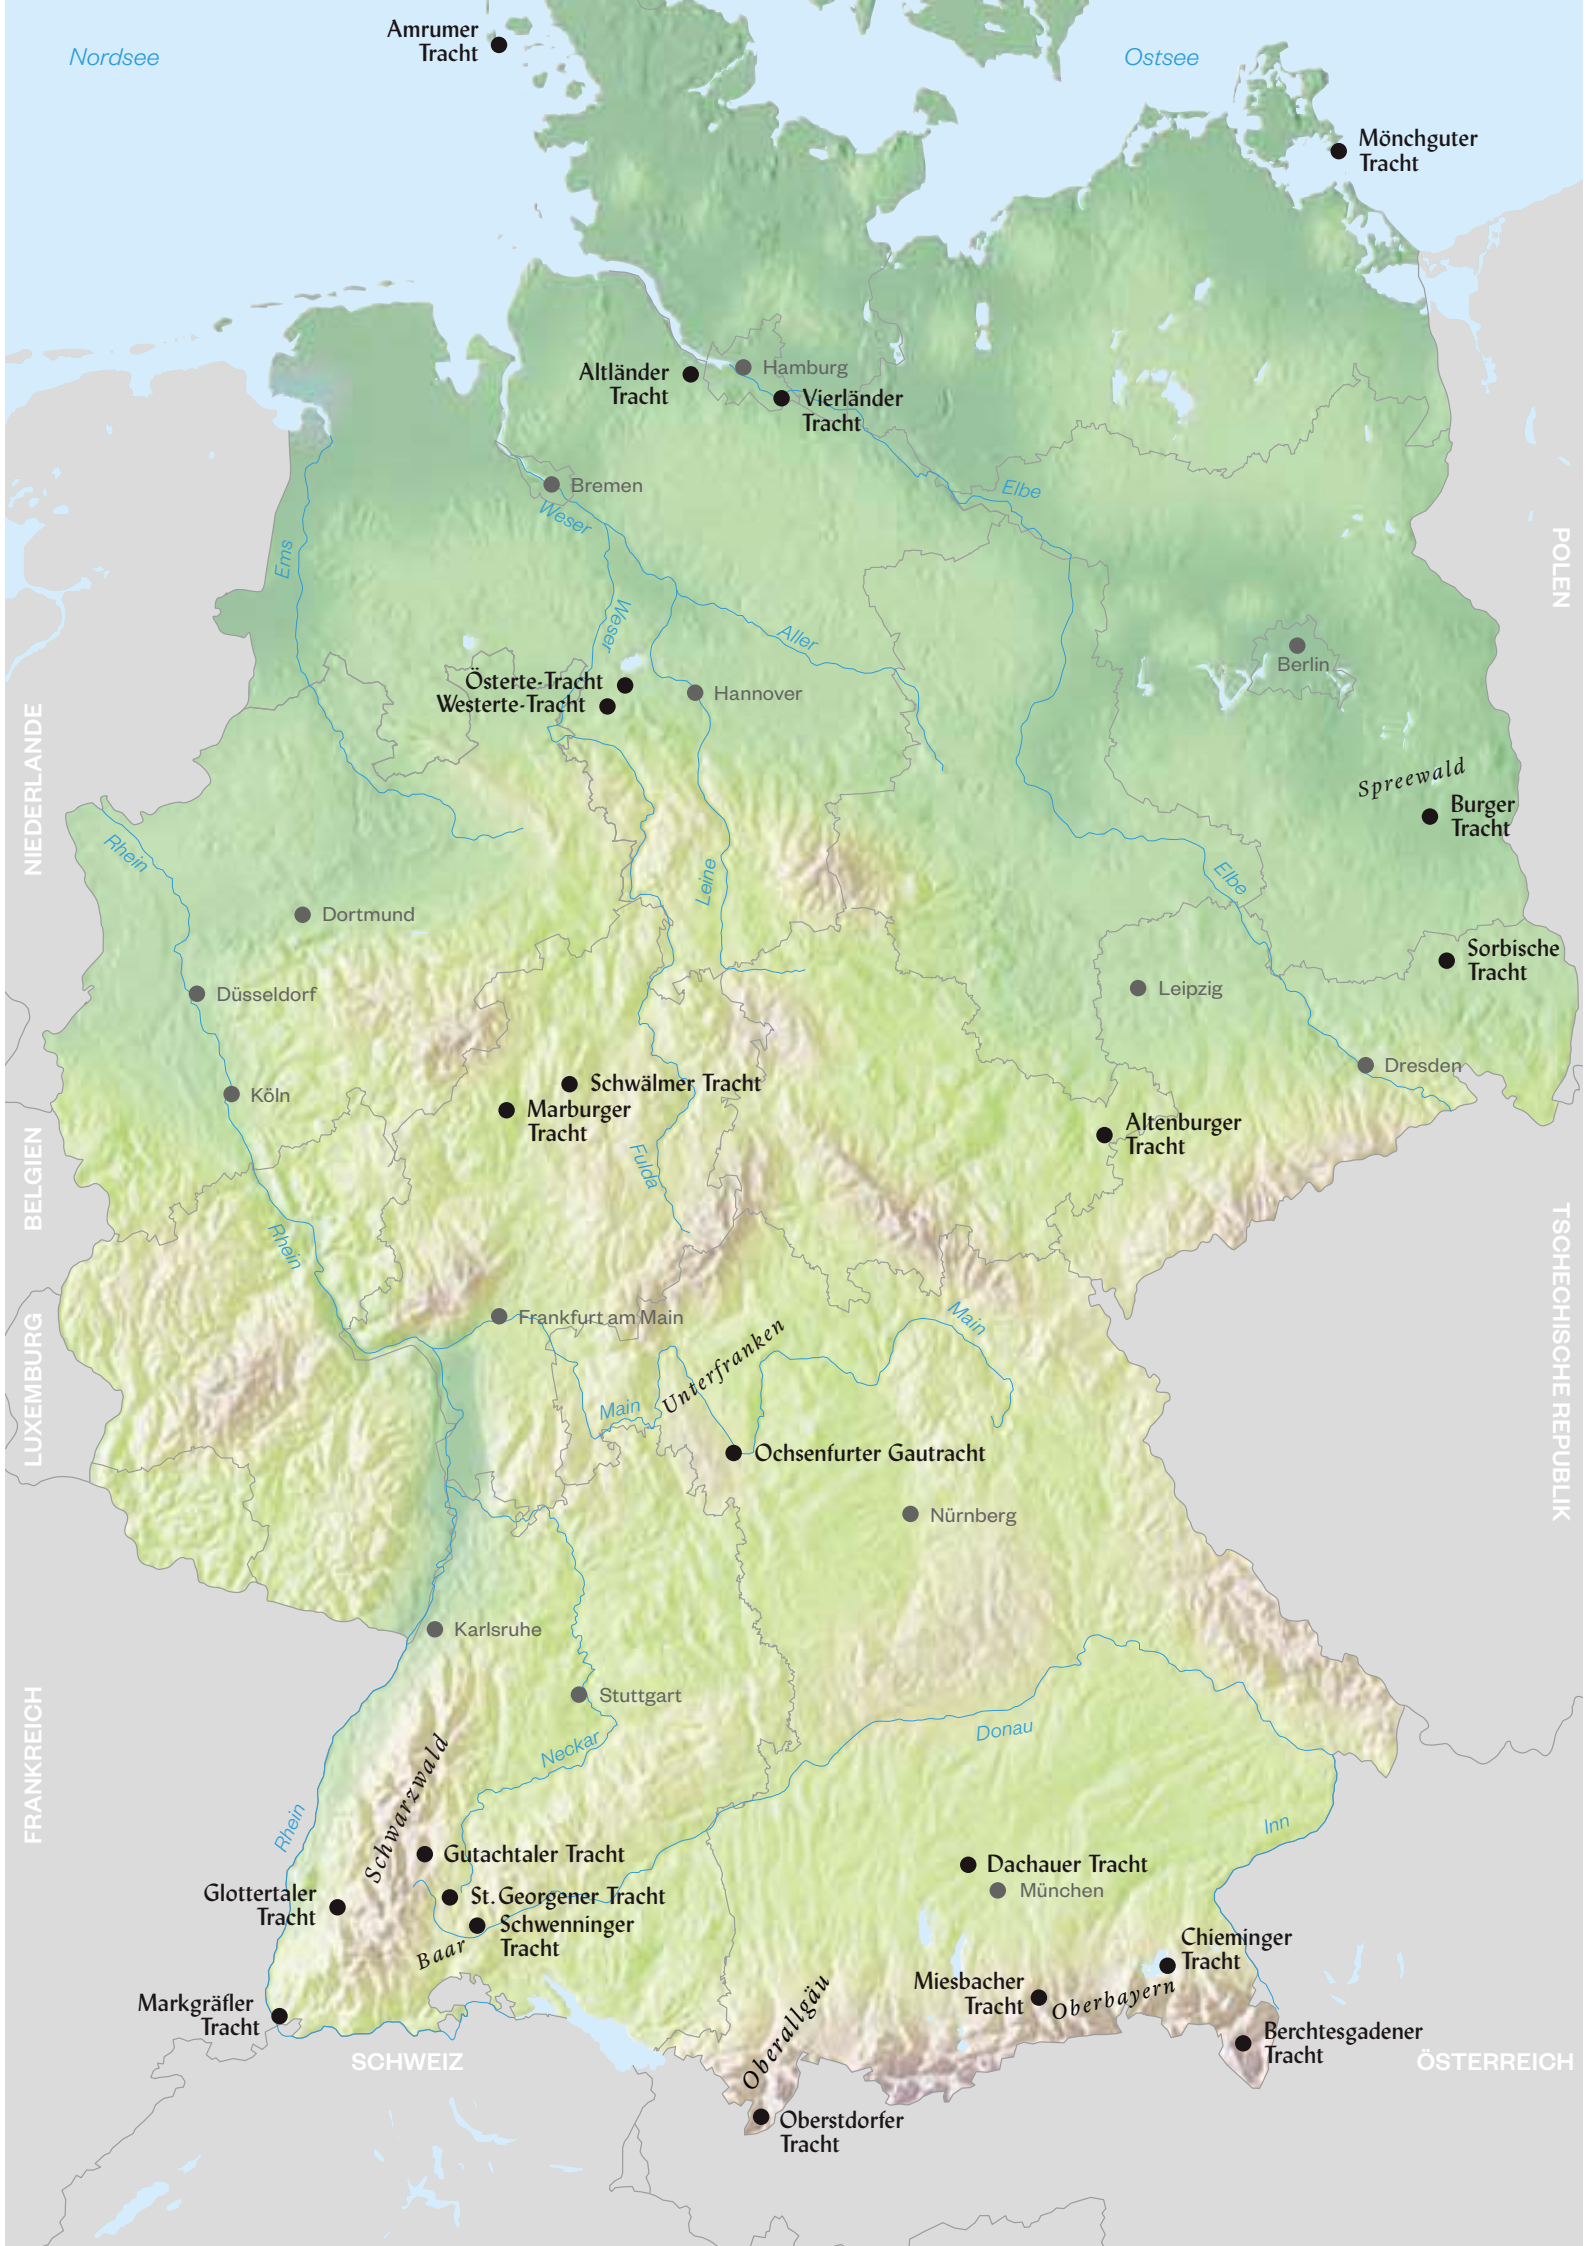 Amrumer
Tracht
Nordsee
Ostsee
Mönchguter
Tracht
Altländer
Tracht
Hamburg
Vierländer
Tracht
Bremen
Weser
Elbe
Ems
POLEN
Weser
Aller
Berlin
Österte-Tracht
Westerte-Tracht
Hannover
NIEDERLANDE
Spreewald
Burger
Tracht
Rhein
Leine
Elbe
Dortmund
Sorbische
Tracht
Düsseldorf
Leipzig
Dresden
Köln
Schwälmer Tracht
Marburger
Tracht
Altenburger
Tracht
BELGIEN
Fulda
Rhein
TSCHECHISCHE REPUBLIK
Frankfurt am Main
Main
LUXEMBURG
Unterfranken
Main
Ochsenfurter Gautracht
Nürnberg
Karlsruhe
Stuttgart
FRANKREICH
Neckar
Donau
Schwarzwald
Rhein
Inn
Gutachtaler Tracht
Dachauer Tracht
München
Glottertaler
Tracht
St. Georgener Tracht
Schwenninger
Tracht
Baar
Chieminger
Tracht
Miesbacher
Tracht
Oberbayern
Markgräfler
Tracht
Oberallgäu
Berchtesgadener
Tracht
SCHWEIZ
ÖSTERREICH
Oberstdorfer
Tracht